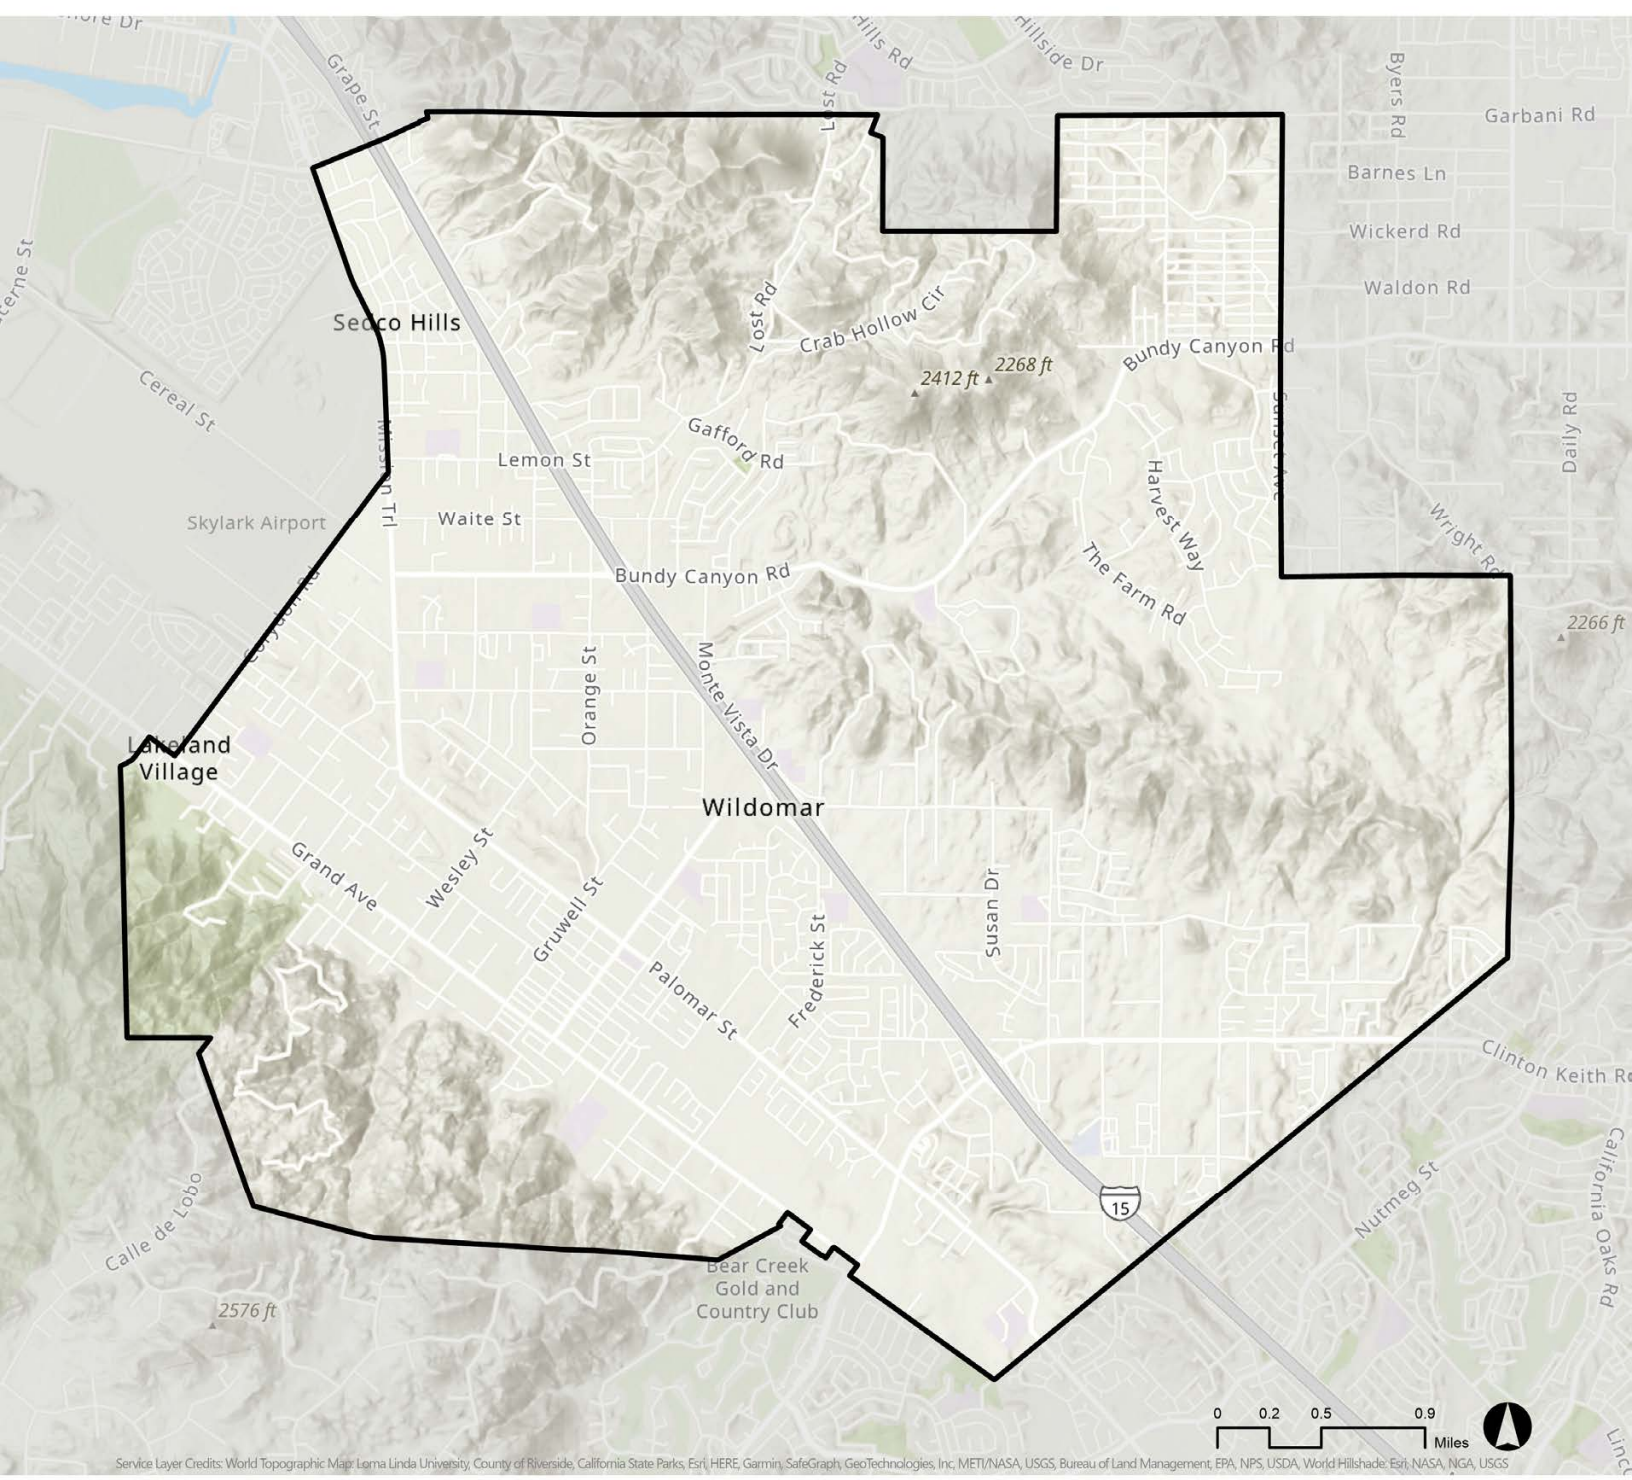 Grape St
Lost Rd
Hills Rd
Hillside Dr
Byers Rd
Garbani Rd
Barnes Ln
Wickerd Rd
Waldon Rd
Sedco Hills
Lost Rd
Crab Hollow Cir
Bundy Canyon Rd
2412 ft
2268 ft
Cereal St
Mission Trl
Gafford Rd
Lemon St
Sunset Ave
Daily Rd
Harvest Way
Skylark Airport
Waite St
Wright Rd
Bundy Canyon Rd
The Farm Rd
Corydon Rd
2266 ft
Orange St
Monte Vista Dr
Lakeland
Village
Wildomar
Grand Ave
Wesley St
Gruwell St
Susan Dr
Frederick St
Palomar St
Clinton Keith Rd
Calle de Lobo
15
Nutmeg St
California Oaks Rd
Bear Creek
Gold and
Country Club
2576 ft
0 0.2 0.5 0.9
Miles
Service Layer Credits: World Topographic Map: Loma Linda University, County of Riverside, California State Parks, Esri, HERE, Garmin, SafeGraph, GeoTechnologies, Inc, METI/NASA, USGS, Bureau of Land Management, EPA, NPS, USDA, World Hillshade: Esri, NASA, NGA, USGS